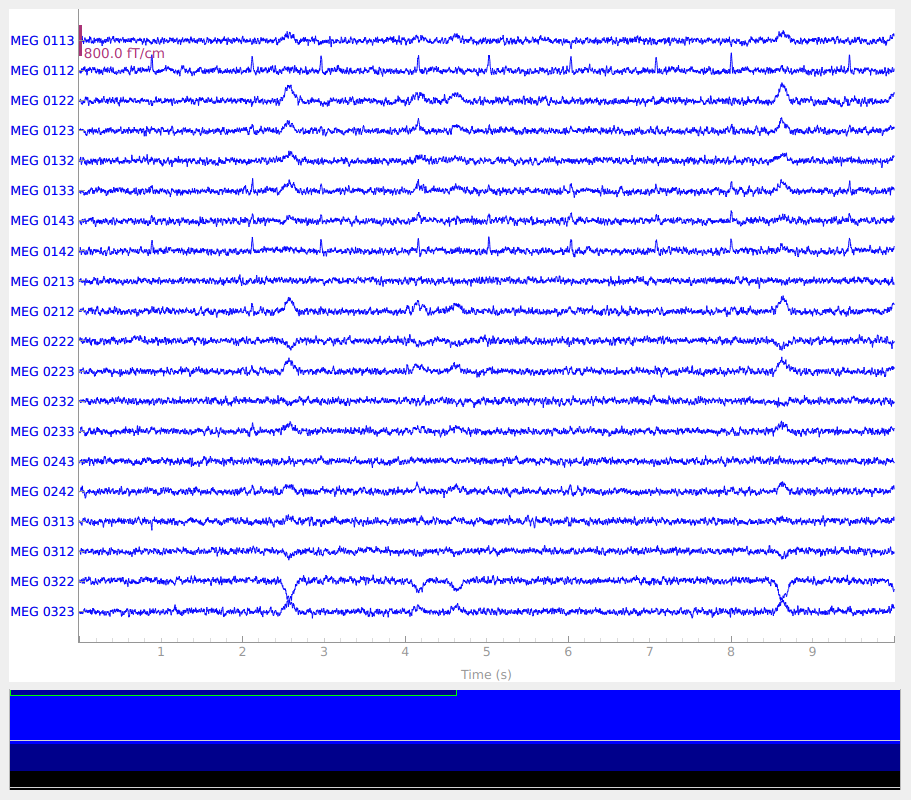 MEG 0113
800.0 fT/cm
MEG 0112
MEG 0122
MEG 0123
MEG 0132
MEG 0133
MEG 0143
MEG 0142
MEG 0213
MEG 0212
MEG 0222
MEG 0223
MEG 0232
MEG 0233
MEG 0243
MEG 0242
MEG 0313
MEG 0312
MEG 0322
MEG 0323
1 2 3 4 5 6 7 8 9
Time (s)